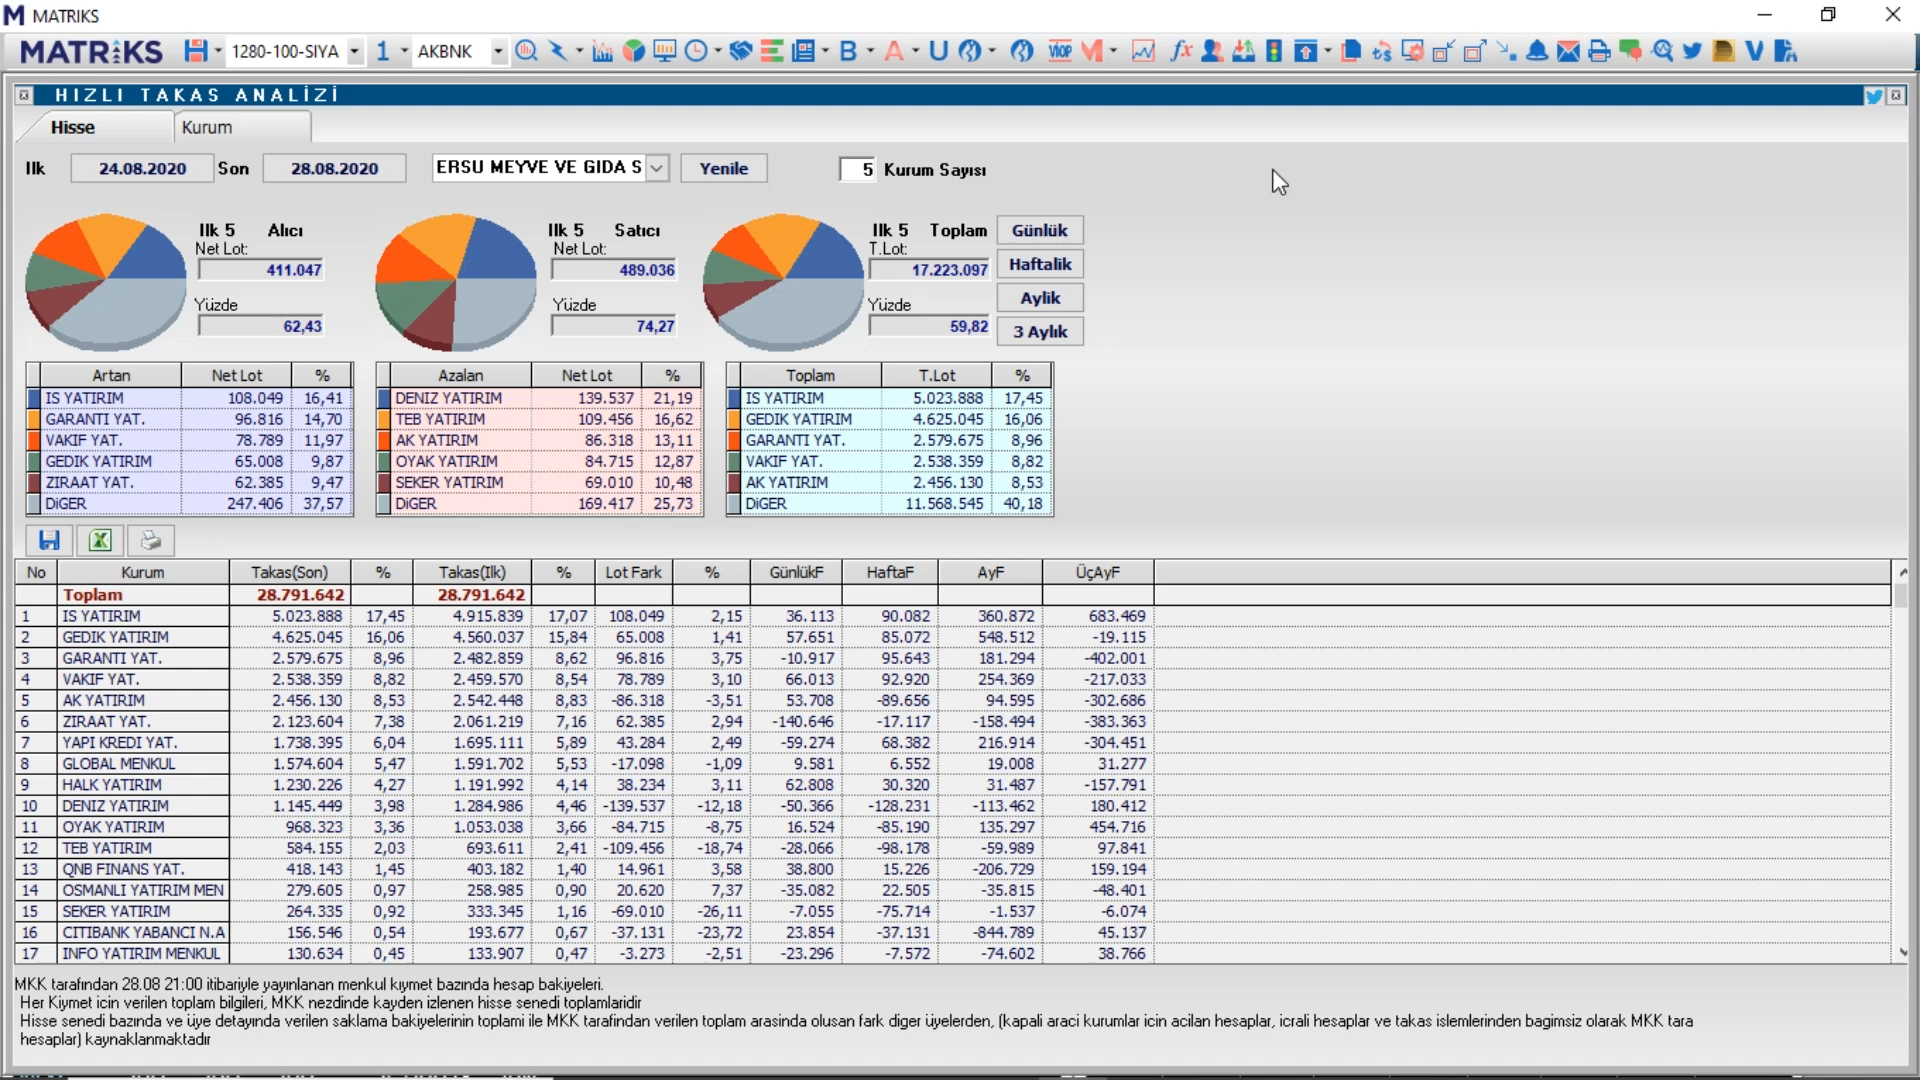 MATRIKS
MATRIKS 1280-100-SIYA 1 AKBNK B A U VIOP fx V
HIZLI TAKAS ANALİZİ
Hisse Kurum
Ilk 24.08.2020 Son 28.08.2020 ERSU MEYVE VE GIDA S Yenile 5 Kurum Sayısı
Ilk 5 Alıcı Ilk 5 Satıcı Ilk 5 Toplam Günlük
Net Lot: Net Lot: T.Lot:
411.047 489.036 17.223.097 Haftalik
Yüzde Yüzde Yüzde Aylik
62,43 74,27 59,82 3 Aylık
Artan Net Lot % Azalan Net Lot % Toplam T.Lot %
IS YATIRIM 108.049 16,41 DENIZ YATIRIM 139.537 21,19 IS YATIRIM 5.023.888 17,45
GARANTI YAT. 96.816 14,70 TEB YATIRIM 109.456 16,62 GEDIK YATIRIM 4.625.045 16,06
VAKIF YAT. 78.789 11,97 AK YATIRIM 86.318 13,11 GARANTI YAT. 2.579.675 8,96
GEDIK YATIRIM 65.008 9,87 OYAK YATIRIM 84.715 12,87 VAKIF YAT. 2.538.359 8,82
ZIRAAT YAT. 62.385 9,47 SEKER YATIRIM 69.010 10,48 AK YATIRIM 2.456.130 8,53
DiGER 247.406 37,57 DiGER 169.417 25,73 DiGER 11.568.545 40,18
No Kurum Takas(Son) % Takas(Ilk) % Lot Fark % GünlükF HaftaF AyF ÜçAyF
Toplam 28.791.642 28.791.642
1 IS YATIRIM 5.023.888 17,45 4.915.839 17,07 108.049 2,15 36.113 90.082 360.872 683.469
2 GEDIK YATIRIM 4.625.045 16,06 4.560.037 15,84 65.008 1,41 57.651 85.072 548.512 -19.115
3 GARANTI YAT. 2.579.675 8,96 2.482.859 8,62 96.816 3,75 -10.917 95.643 181.294 -402.001
4 VAKIF YAT. 2.538.359 8,82 2.459.570 8,54 78.789 3,10 66.013 92.920 254.369 -217.033
5 AK YATIRIM 2.456.130 8,53 2.542.448 8,83 -86.318 -3,51 53.708 -89.656 94.595 -302.686
6 ZIRAAT YAT. 2.123.604 7,38 2.061.219 7,16 62.385 2,94 -140.646 -17.117 -158.494 -383.363
7 YAPI KREDI YAT. 1.738.395 6,04 1.695.111 5,89 43.284 2,49 -59.274 68.382 216.914 -304.451
8 GLOBAL MENKUL 1.574.604 5,47 1.591.702 5,53 -17.098 -1,09 9.581 6.552 19.008 31.277
9 HALK YATIRIM 1.230.226 4,27 1.191.992 4,14 38.234 3,11 62.808 30.320 31.487 -157.791
10 DENIZ YATIRIM 1.145.449 3,98 1.284.986 4,46 -139.537 -12,18 -50.366 -128.231 -113.462 180.412
11 OYAK YATIRIM 968.323 3,36 1.053.038 3,66 -84.715 -8,75 16.524 -85.190 135.297 454.716
12 TEB YATIRIM 584.155 2,03 693.611 2,41 -109.456 -18,74 -28.066 -98.178 -59.989 97.841
13 QNB FINANS YAT. 418.143 1,45 403.182 1,40 14.961 3,58 38.800 15.226 -206.729 159.194
14 OSMANLI YATIRIM MEN 279.605 0,97 258.985 0,90 20.620 7,37 -35.082 22.505 -35.815 -48.401
15 SEKER YATIRIM 264.335 0,92 333.345 1,16 -69.010 -26,11 -7.055 -75.714 -1.537 -6.074
16 CITIBANK YABANCI N.A 156.546 0,54 193.677 0,67 -37.131 -23,72 23.854 -37.131 -844.789 45.137
17 INFO YATIRIM MENKUL 130.634 0,45 133.907 0,47 -3.273 -2,51 -23.296 -7.572 -74.602 38.766
MKK tarafından 28.08 21:00 itibariyle yayınlanan menkul kıymet bazında hesap bakiyeleri.
Her Kiymet icin verilen toplam bilgileri, MKK nezdinde kayden izlenen hisse senedi toplamlaridir
Hisse senedi bazında ve üye detayında verilen saklama bakiyelerinin toplami ile MKK tarafindan verilen toplam arasinda olusan fark diger üyelerden, (kapali araci kurumlar icin acilan hesaplar, icrali hesaplar ve takas islemlerinden bagimsiz olarak MKK tara
hesaplar) kaynaklanmaktadır